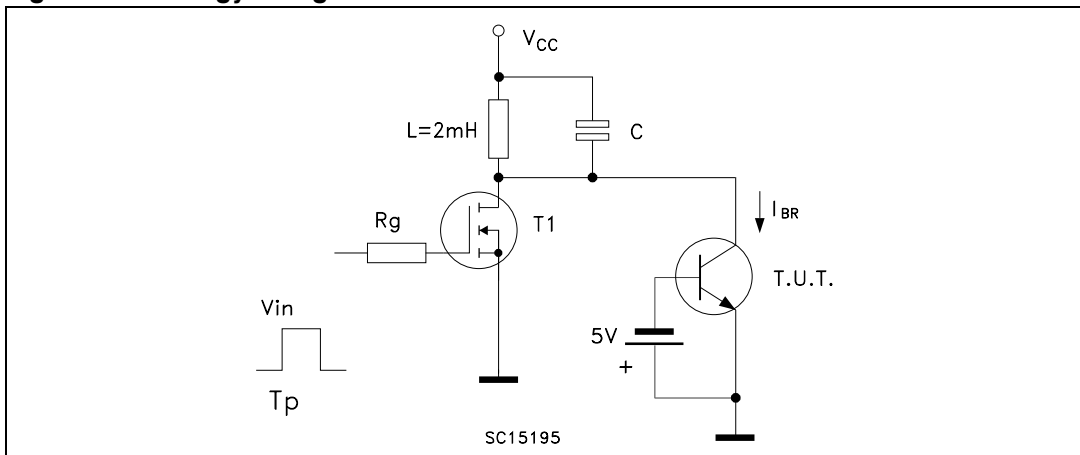 V_CC
L=2mH
C
Rg
T1
I_BR
T.U.T.
Vin
5V
+
Tp
SC15195